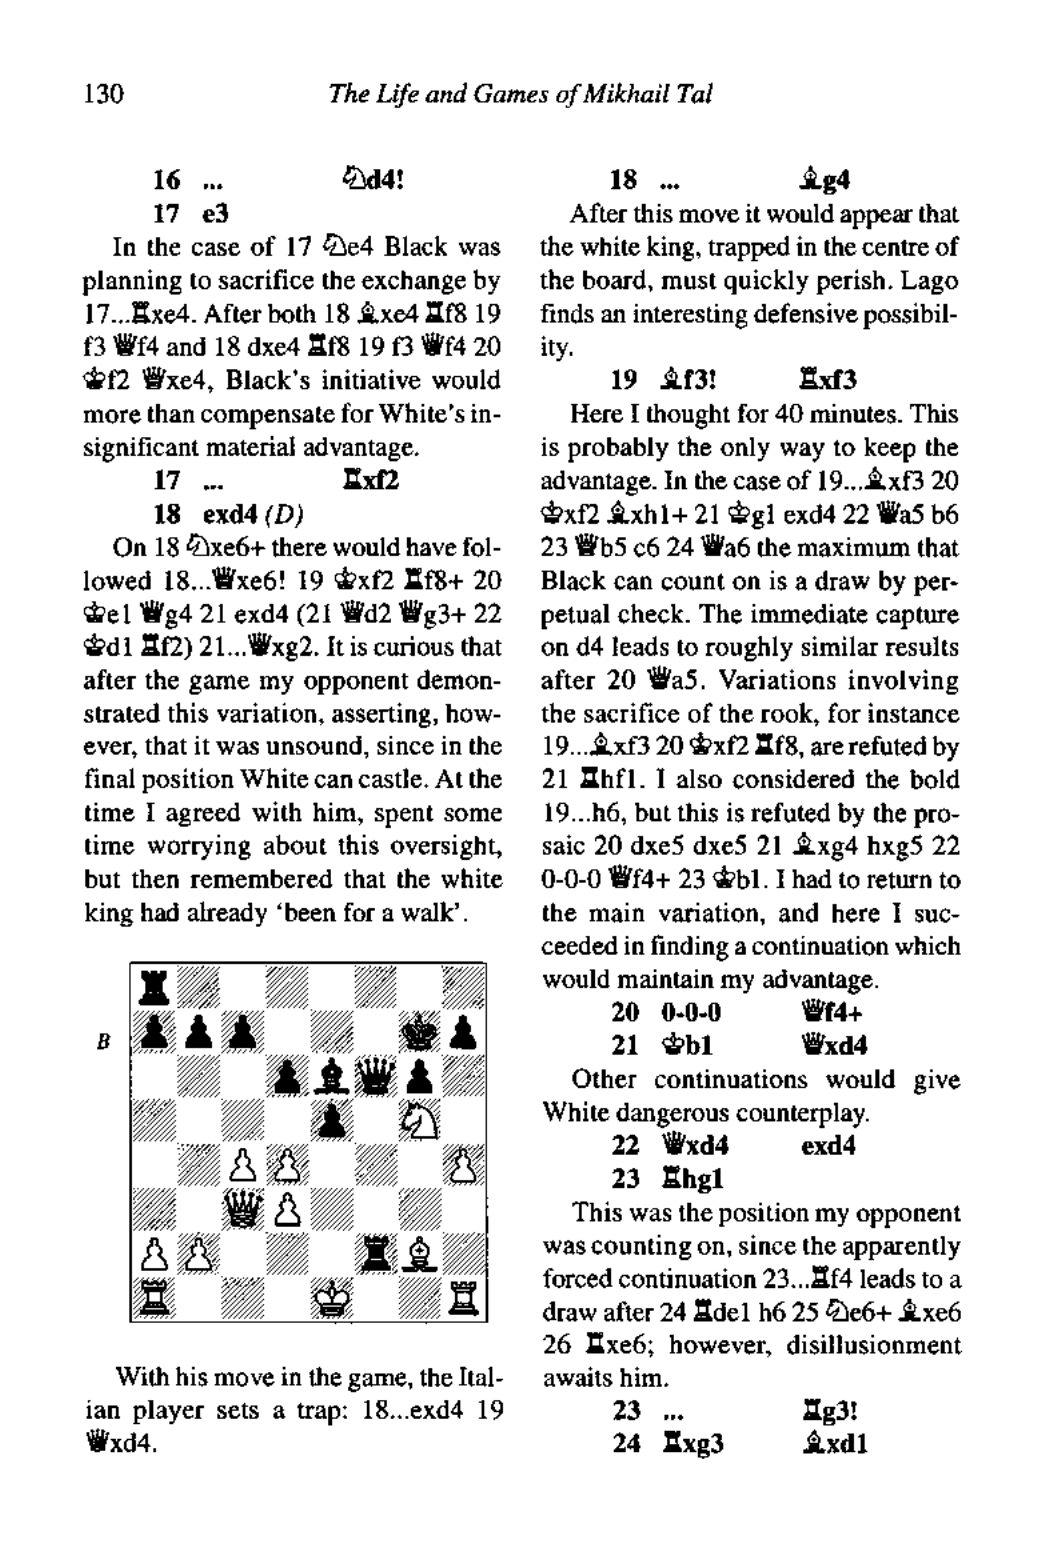 130
The Life and Games of Mikhail Tal
16 ... ♘d4!
17 e3
In the case of 17 ♘e4 Black was
planning to sacrifice the exchange by
17...♖xe4. After both 18 ♗xe4 ♖f8 19
f3 ♕f4 and 18 dxe4 ♖f8 19 f3 ♕f4 20
♔f2 ♕xe4, Black's initiative would
more than compensate for White's in-
significant material advantage.
17 ... ♖xf2
18 exd4 (D)
On 18 ♘xe6+ there would have fol-
lowed 18...♕xe6! 19 ♔xf2 ♖f8+ 20
♔e1 ♕g4 21 exd4 (21 ♕d2 ♕g3+ 22
♔d1 ♖f2) 21...♕xg2. It is curious that
after the game my opponent demon-
strated this variation, asserting, how-
ever, that it was unsound, since in the
final position White can castle. At the
time I agreed with him, spent some
time worrying about this oversight,
but then remembered that the white
king had already 'been for a walk'.
B
With his move in the game, the Ital-
ian player sets a trap: 18...exd4 19
♕xd4.
18 ... ♗g4
After this move it would appear that
the white king, trapped in the centre of
the board, must quickly perish. Lago
finds an interesting defensive possibil-
ity.
19 ♗f3! ♖xf3
Here I thought for 40 minutes. This
is probably the only way to keep the
advantage. In the case of 19...♗xf3 20
♔xf2 ♗xh1+ 21 ♔g1 exd4 22 ♕a5 b6
23 ♕b5 c6 24 ♕a6 the maximum that
Black can count on is a draw by per-
petual check. The immediate capture
on d4 leads to roughly similar results
after 20 ♕a5. Variations involving
the sacrifice of the rook, for instance
19...♗xf3 20 ♔xf2 ♖f8, are refuted by
21 ♖hf1. I also considered the bold
19...h6, but this is refuted by the pro-
saic 20 dxe5 dxe5 21 ♗xg4 hxg5 22
0-0-0 ♕f4+ 23 ♔b1. I had to return to
the main variation, and here I suc-
ceeded in finding a continuation which
would maintain my advantage.
20 0-0-0 ♕f4+
21 ♔b1 ♕xd4
Other continuations would give
White dangerous counterplay.
22 ♕xd4 exd4
23 ♖hg1
This was the position my opponent
was counting on, since the apparently
forced continuation 23...♖f4 leads to a
draw after 24 ♖de1 h6 25 ♘e6+ ♗xe6
26 ♖xe6; however, disillusionment
awaits him.
23 ... ♖g3!
24 ♖xg3 ♗xd1